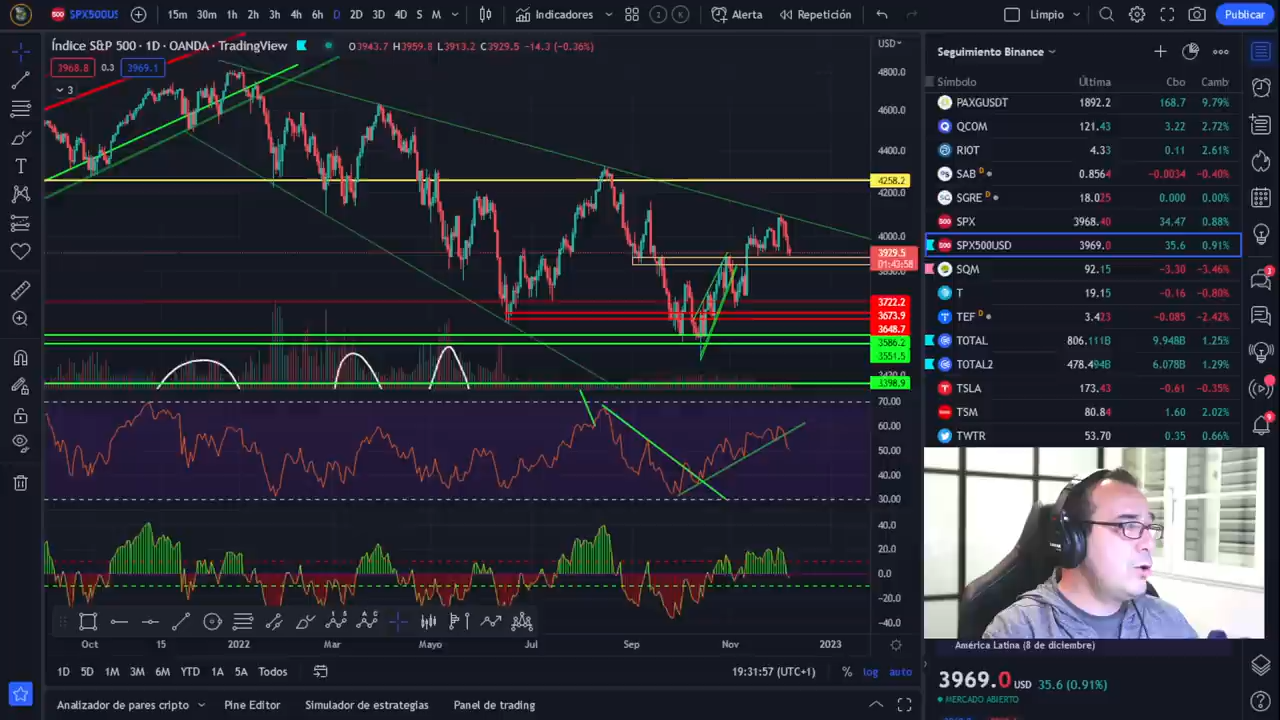 SPX500US
15m 30m 1h 2h 3h 4h 6h D 2D 3D 4D S M
Indicadores
Alerta
Repetición
Limpio
Publicar
Índice S&P 500 · 1D · OANDA · TradingView
O3943.7 H3959.8 L3913.2 C3929.5 -14.3 (-0.36%)
USD
3968.8 0.3 3969.1
3
4800.0
4600.0
4400.0
4258.2
4200.0
4000.0
3929.5
01:43:58
3722.2
3673.9
3648.7
3586.2
3551.5
3398.9
70.00
60.00
50.00
40.00
30.00
40.0
20.0
0.0
-20.0
-40.0
Oct 15 2022 Mar Mayo Jul Sep Nov 2023
1D 5D 1M 3M 6M YTD 1A 5A Todos
19:31:57 (UTC+1)
% log auto
Analizador de pares cripto
Simulador de estrategias
Panel de trading
Seguimiento Binance
Símbolo Última Cbo Camb
PAXGUSDT 1892.2 168.7 9.79%
QCOM 121.43 3.22 2.72%
RIOT 4.33 0.11 2.61%
SAB D 0.8564 -0.0034 -0.40%
SGRE D 18.025 0.000 0.00%
500 SPX 3968.40 34.47 0.88%
500 SPX500USD 3969.0 35.6 0.91%
SQM 92.15 -3.30 -3.46%
T 19.15 -0.16 -0.80%
TEF D 3.423 -0.085 -2.42%
TOTAL 806.111B 9.948B 1.25%
TOTAL2 478.494B 6.078B 1.29%
TSLA 173.43 -0.61 -0.35%
TSM 80.84 1.60 2.02%
TWTR 53.70 0.35 0.66%
América Latina (8 de diciembre)
3969.0 USD 35.6 (0.91%)
MERCADO ABIERTO